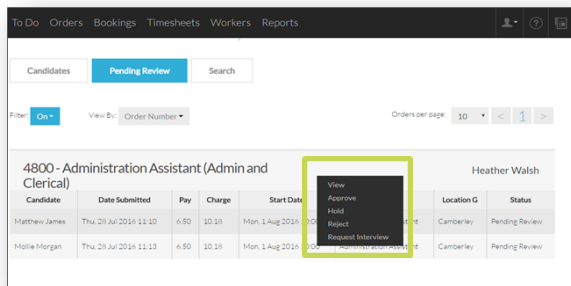 To Do Orders Bookings Timesheets Workers Reports
Candidates Pending Review Search
Filter: On View By: Order Number Orders per page: 10 < 1 >
4800 - Administration Assistant (Admin and
Clerical)
Heather Walsh
Candidate Date Submitted Pay Charge Start Date Location G Status
View
Approve
Hold
Reject
Request Interview
Matthew James Thu, 28 Jul 2016 11:10 6.50 10.18 Mon, 1 Aug 2016 Camberley Pending Review
Mollie Morgan Thu, 28 Jul 2016 11:13 6.50 10.18 Mon, 1 Aug 2016 Administration Assistant Camberley Pending Review